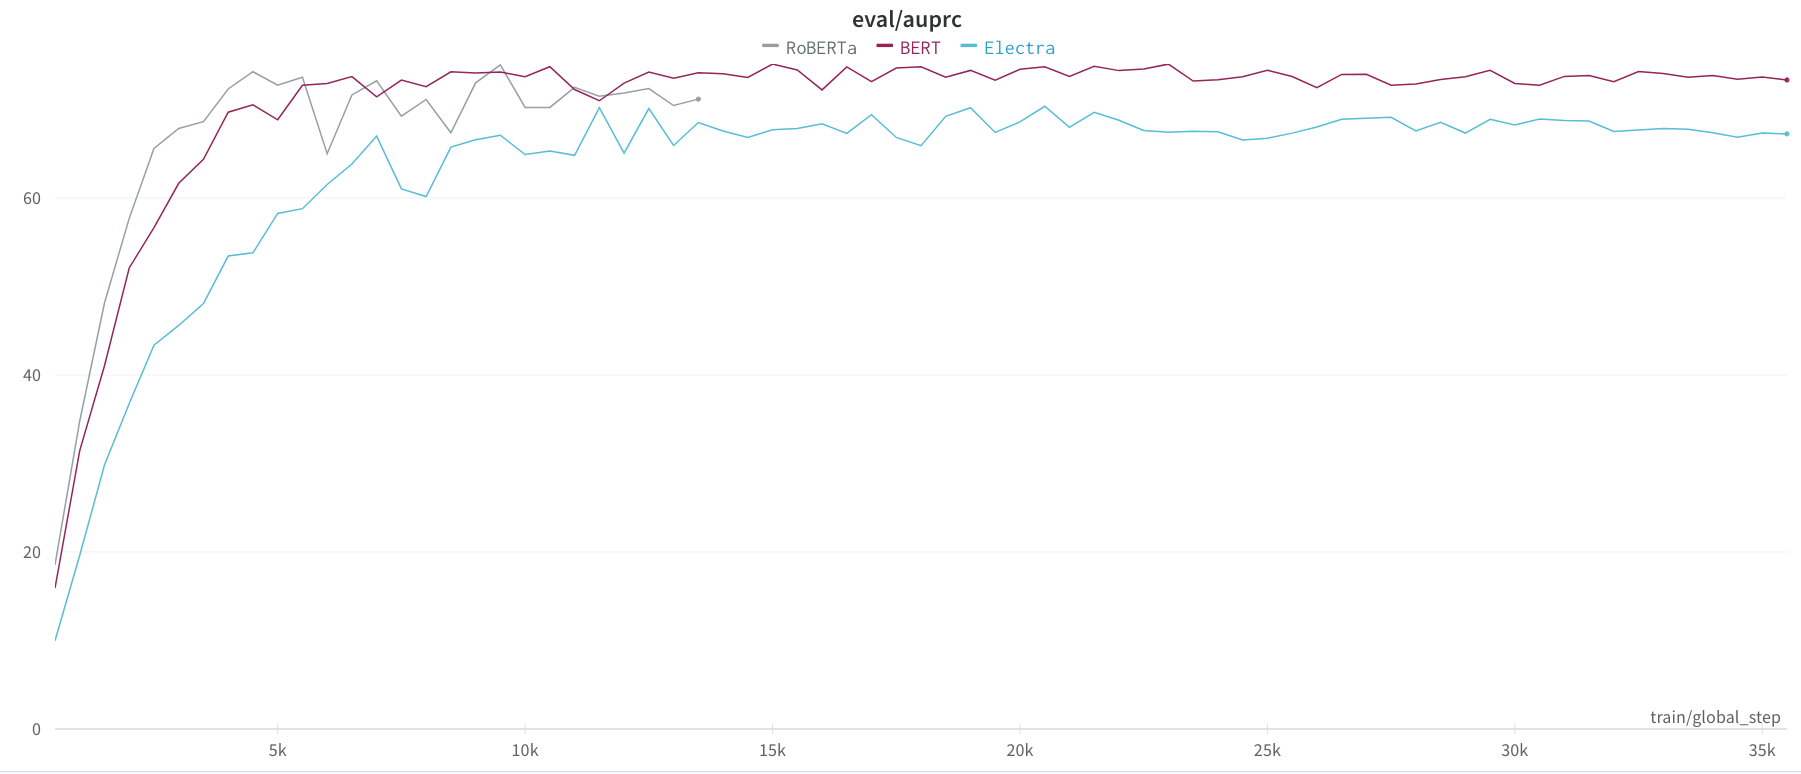 eval/auprc
RoBERTa BERT Electra
60
40
20
0
train/global_step
5k 10k 15k 20k 25k 30k 35k